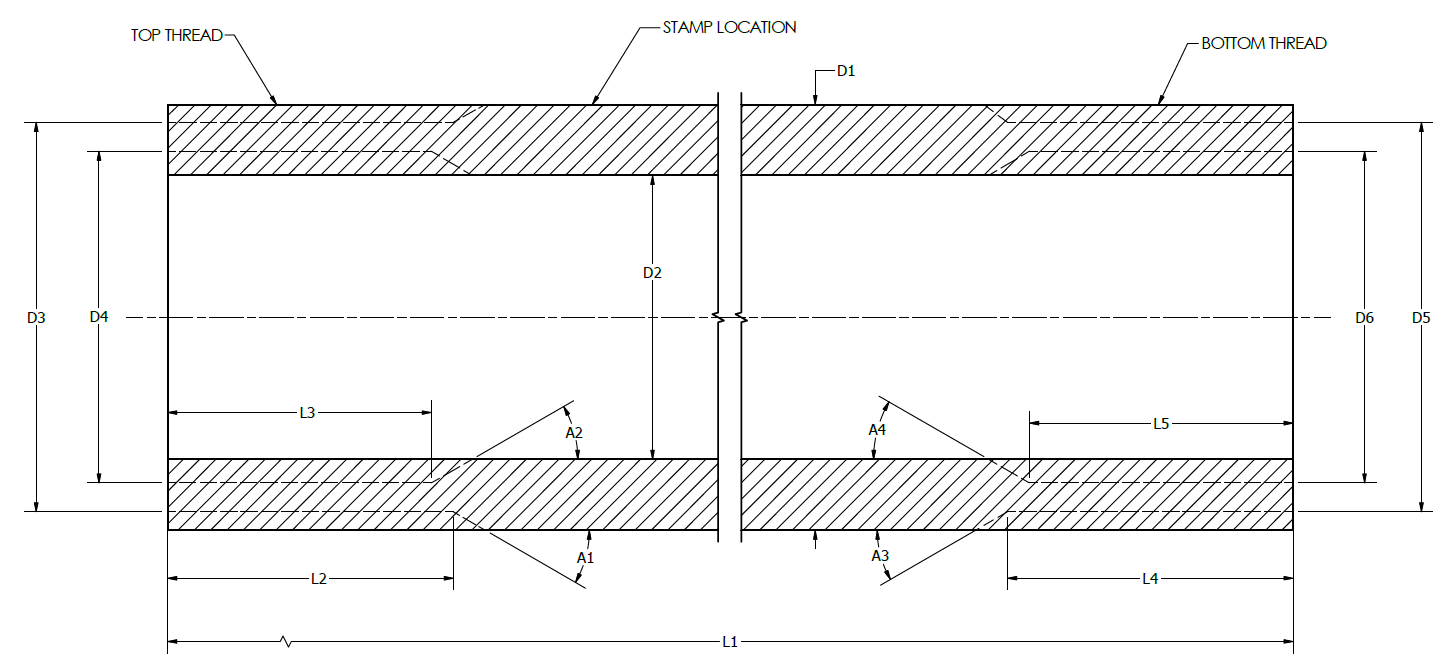 TOP THREAD
STAMP LOCATION
BOTTOM THREAD
D1
D2
D3
D4
D6
D5
L3
A2
A4
L5
A1
A3
L2
L4
L1